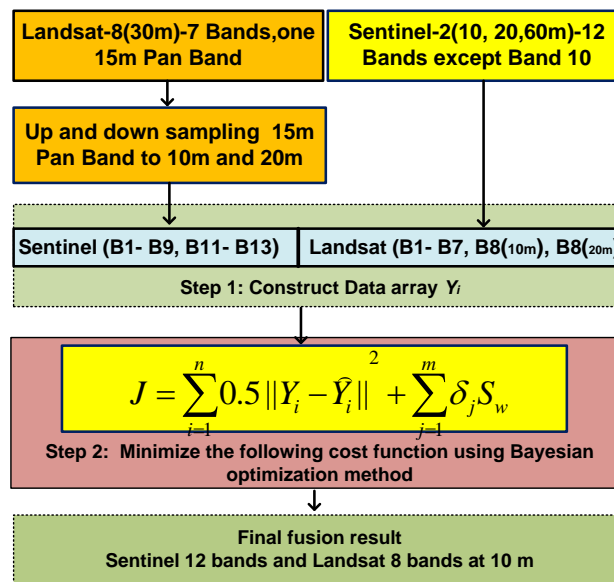 Landsat-8(30m)-7 Bands,one
15m Pan Band
Sentinel-2(10, 20,60m)-12
Bands except Band 10
Up and down sampling 15m
Pan Band to 10m and 20m
Sentinel (B1- B9, B11- B13)
Landsat (B1- B7, B8(10m), B8(20m)
Step 1: Construct Data array Yi
J = ∑_{i=1}^{n} 0.5 ||Y_i - Ŷ_i||^2 + ∑_{j=1}^{m} δ_j S_w
Step 2: Minimize the following cost function using Bayesian
optimization method
Final fusion result
Sentinel 12 bands and Landsat 8 bands at 10 m